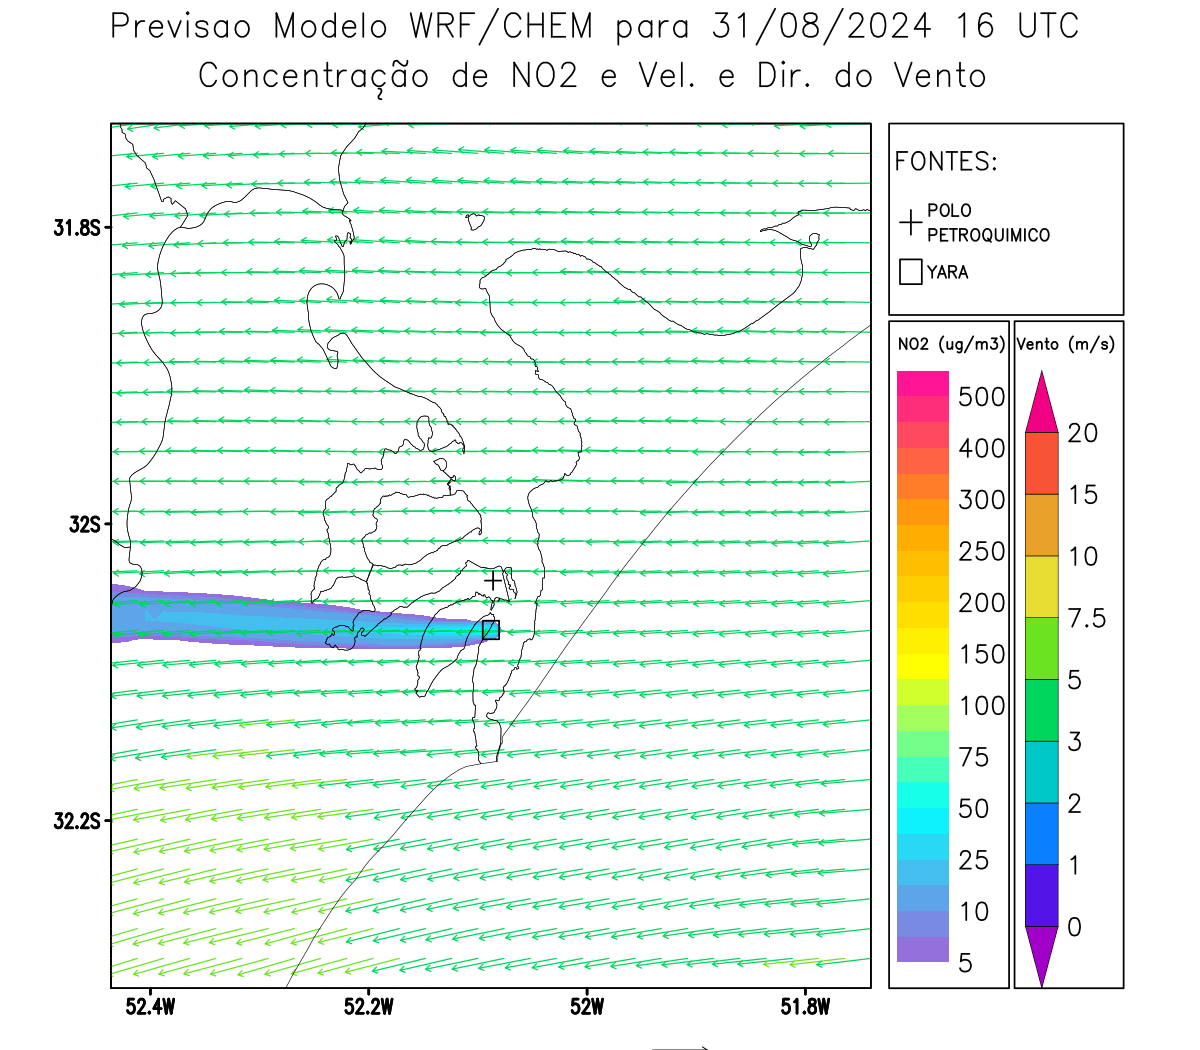 Previsao Modelo WRF/CHEM para 31/08/2024 16 UTC
Concentração de NO2 e Vel. e Dir. do Vento
FONTES:
POLO
PETROQUIMICO
YARA
NO2 (ug/m3)
500
400
300
250
200
150
100
75
50
25
10
5
Vento (m/s)
20
15
10
7.5
5
3
2
1
0
31.8S
32S
32.2S
52.4W
52.2W
52W
51.8W